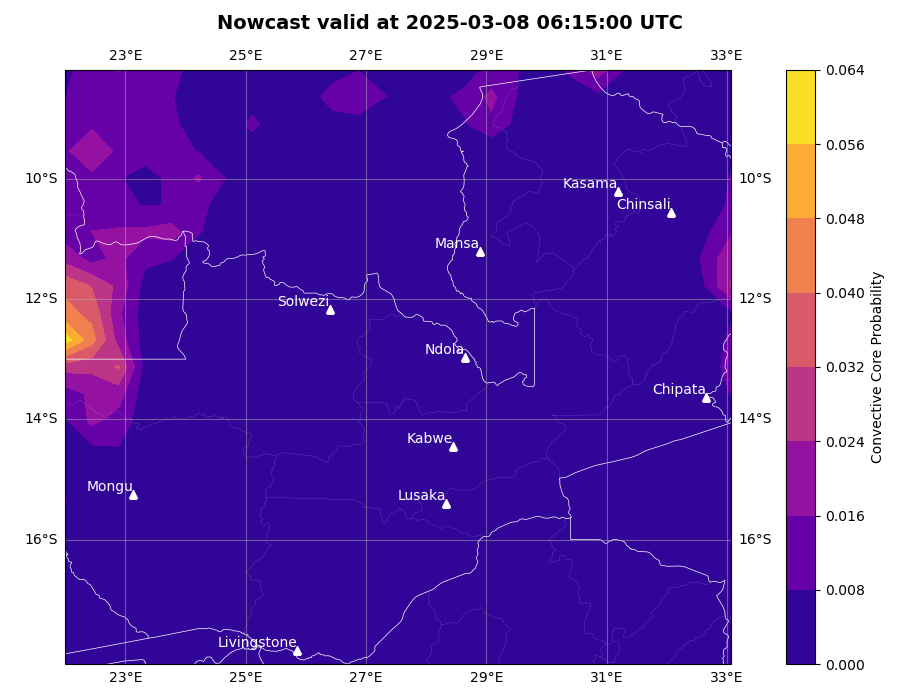 Nowcast valid at 2025-03-08 06:15:00 UTC
23°E 25°E 27°E 29°E 31°E 33°E
0.064
0.056
0.048
0.040
0.032
0.024
0.016
0.008
0.000
Convective Core Probability
10°S 10°S
12°S 12°S
14°S 14°S
16°S 16°S
Kasama
Chinsali
Mansa
Solwezi
Ndola
Chipata
Kabwe
Mongu
Lusaka
Livingstone
23°E 25°E 27°E 29°E 31°E 33°E